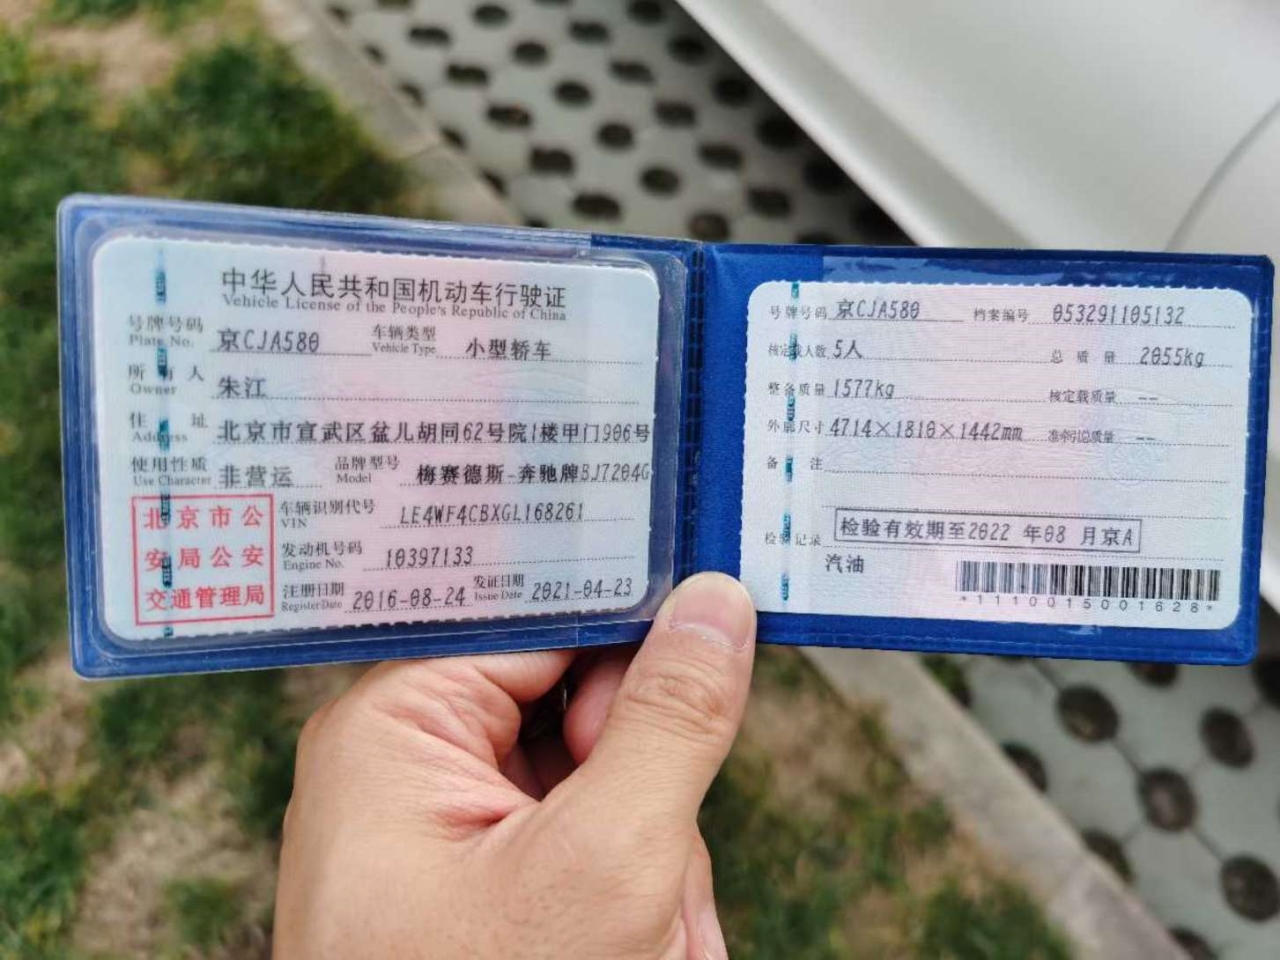 中华人民共和国机动车行驶证
Vehicle License of the People's Republic of China
号牌号码 京CJA580 车辆类型 小型轿车
Plate No. Vehicle Type
所有人 朱江
Owner
住址 北京市宣武区盆儿胡同62号院1楼甲门906号
Address
使用性质 非营运 品牌型号 梅赛德斯-奔驰牌BJ7204G
Use Character Model
北京市公
安局公安
交通管理局
车辆识别代号 LE4WF4CBXGL168261
VIN
发动机号码 10397133
Engine No.
注册日期 2016-08-24 发证日期 2021-04-23
Register Date Issue Date
号牌号码 京CJA580 档案编号 053291105132
核定载人数 5人 总质量 2055kg
整备质量 1577kg 核定载质量 --
外廓尺寸 4714×1810×1442mm 准牵引总质量 --
备注
检验记录 检验有效期至2022年08月京A
汽油
*1110015001628*